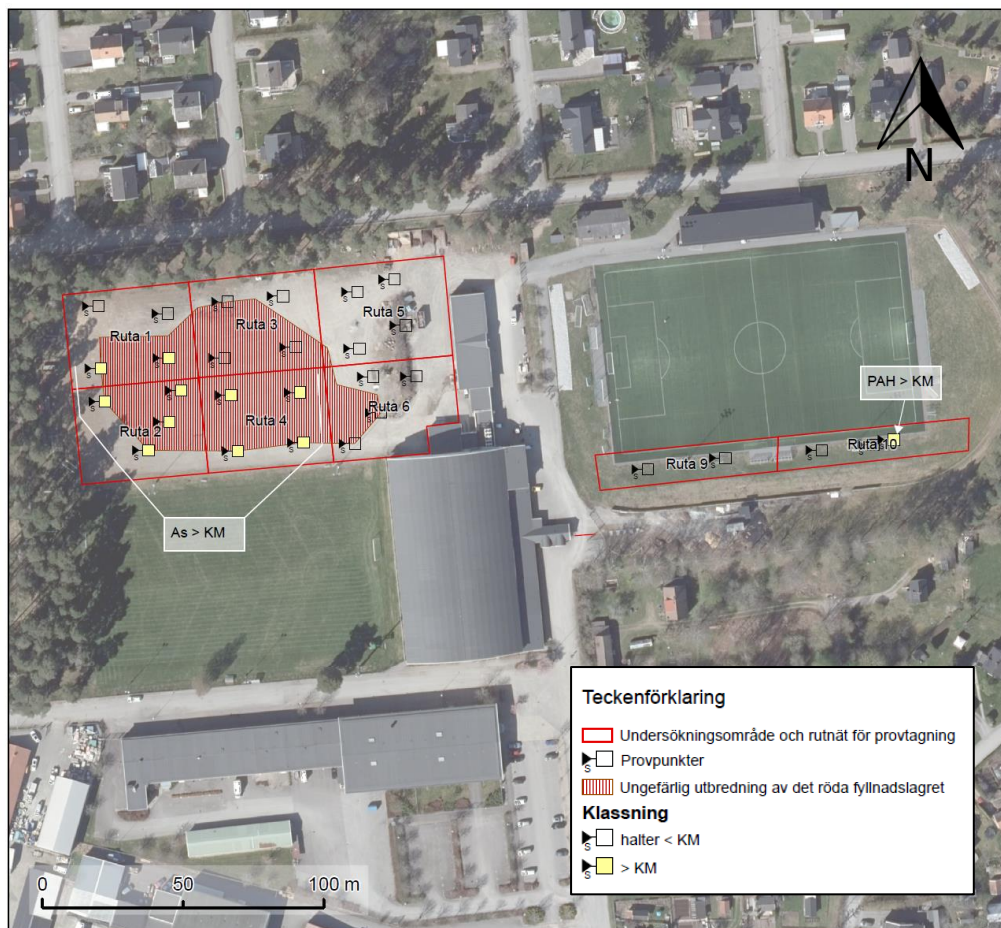 N
Ruta 1
Ruta 3
Ruta 5
Ruta 2
Ruta 4
Ruta 6
PAH > KM
Ruta 9
Ruta 10
As > KM
Teckenförklaring
Undersökningsområde och rutnät för provtagning
S Provpunkter
Ungefärlig utbredning av det röda fyllnadslagret
Klassning
S halter < KM
S > KM
0 50 100 m